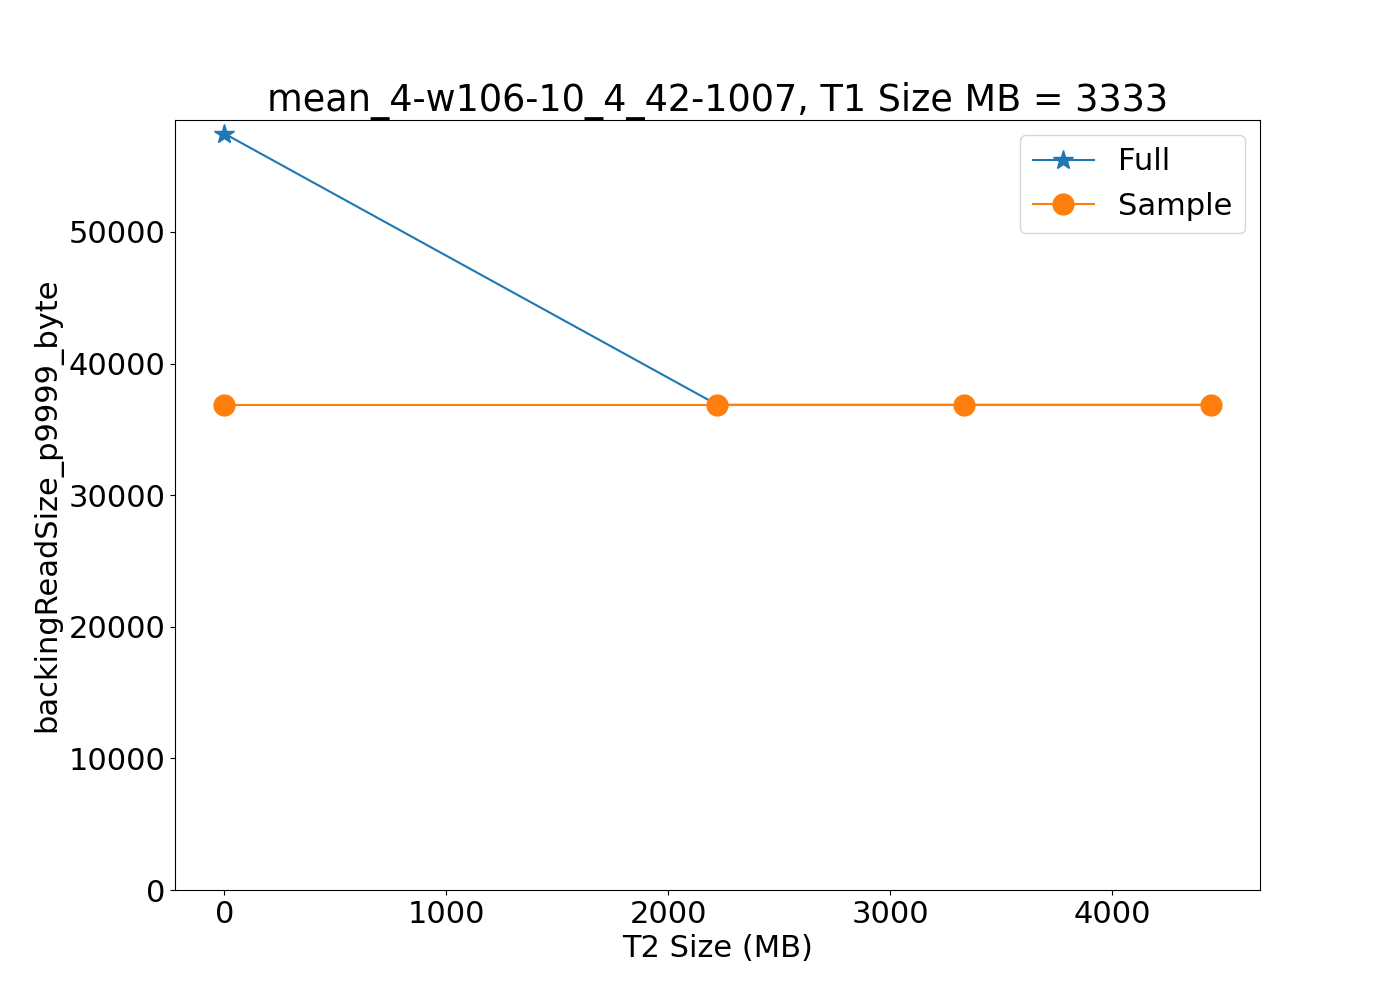 mean_4-w106-10_4_42-1007, T1 Size MB = 3333
Full
Sample
backingReadSize_p9999_byte
50000
40000
30000
20000
10000
0
0 1000 2000 3000 4000
T2 Size (MB)